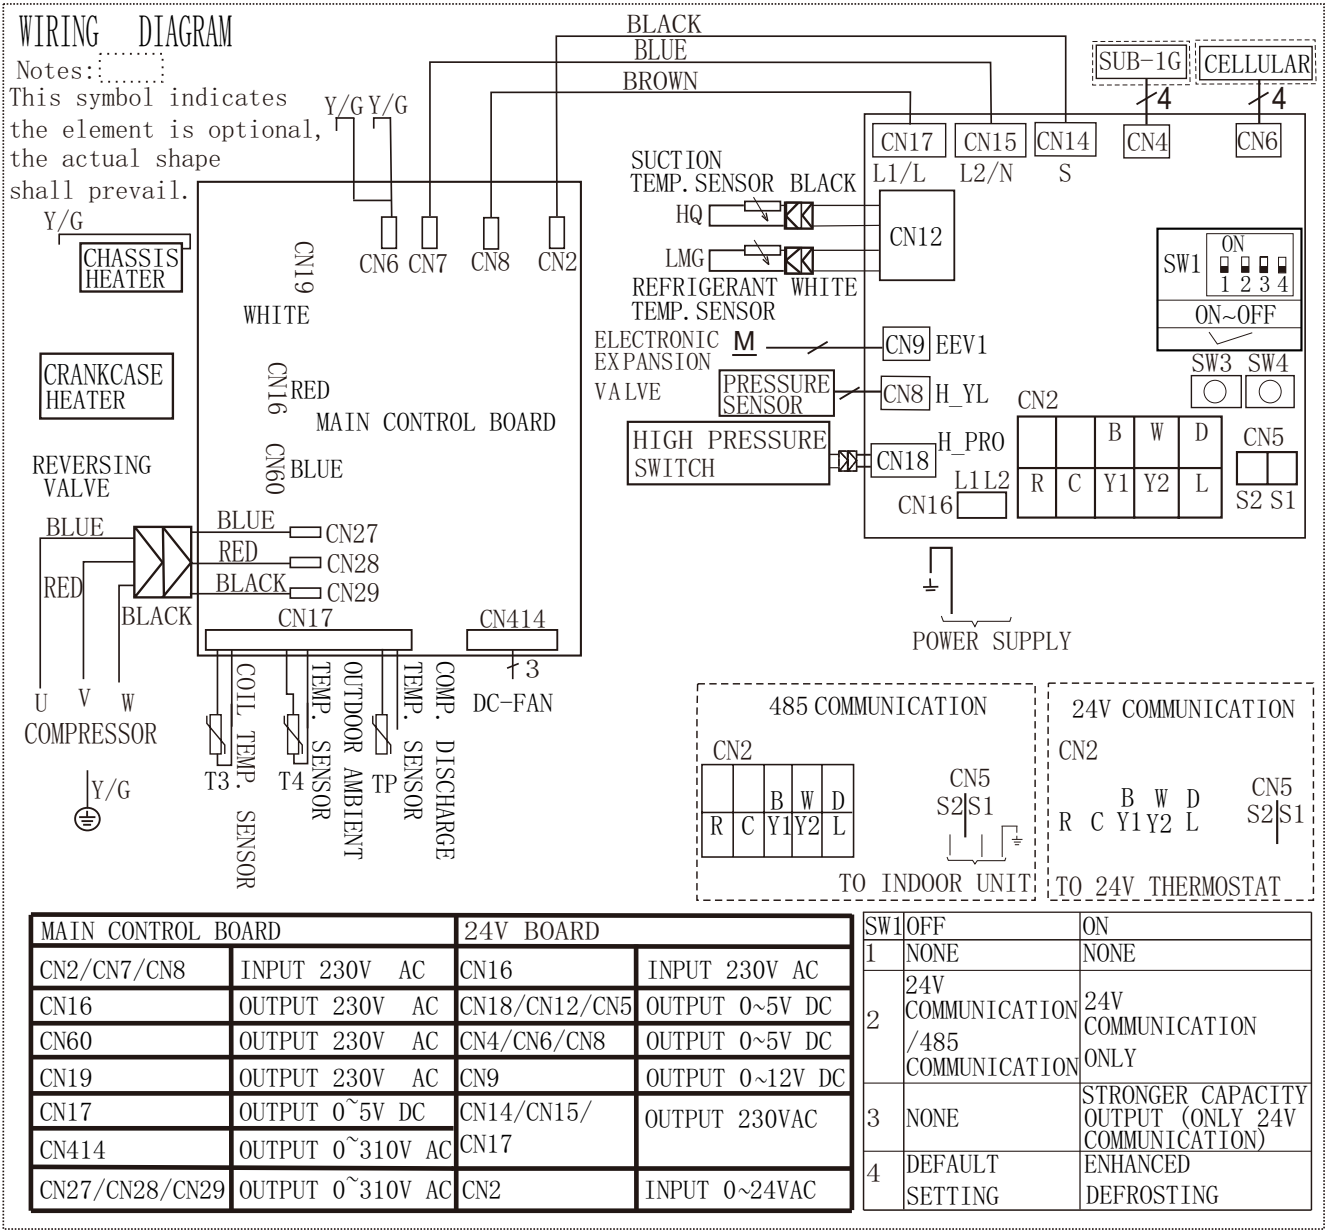 WIRING DIAGRAM
Notes:
This symbol indicates
the element is optional,
the actual shape
shall prevail.
Y/G
CHASSIS
HEATER
CRANKCASE
HEATER
REVERSING
VALVE
BLUE
RED
BLACK
U
V
W
COMPRESSOR
Y/G
Y/G Y/G
BLACK
BLUE
BROWN
CN6
CN7
CN8
CN2
CN19
WHITE
CN16
RED
MAIN CONTROL BOARD
CN60
BLUE
BLUE
CN27
RED
CN28
BLACK
CN29
CN17
CN414
3
DC-FAN
T3
COIL TEMP. SENSOR
T4
OUTDOOR AMBIENT
TEMP. SENSOR
TP
COMP. DISCHARGE
TEMP. SENSOR
SUB-1G
CELLULAR
4
4
CN17
CN15
CN14
CN4
CN6
L1/L
L2/N
S
SUCTION
TEMP. SENSOR
BLACK
HQ
CN12
LMG
REFRIGERANT
TEMP. SENSOR
WHITE
ELECTRONIC
EXPANSION
VALVE
M
CN9
EEV1
PRESSURE
SENSOR
CN8
H_YL
HIGH PRESSURE
SWITCH
CN18
H_PRO
L1L2
CN16
SW1
ON
1 2 3 4
ON~OFF
SW3 SW4
CN2
B W D
R C Y1 Y2 L
CN5
S2 S1
POWER SUPPLY
485 COMMUNICATION
CN2
B W D
R C Y1 Y2 L
CN5
S2 S1
TO INDOOR UNIT
24V COMMUNICATION
CN2
B W D
R C Y1 Y2 L
CN5
S2 S1
TO 24V THERMOSTAT
MAIN CONTROL BOARD 24V BOARD
CN2/CN7/CN8 INPUT 230V AC CN16 INPUT 230V AC
CN16 OUTPUT 230V AC CN18/CN12/CN5 OUTPUT 0~5V DC
CN60 OUTPUT 230V AC CN4/CN6/CN8 OUTPUT 0~5V DC
CN19 OUTPUT 230V AC CN9 OUTPUT 0~12V DC
CN17 OUTPUT 0~5V DC CN14/CN15/
CN17 OUTPUT 230VAC
CN414 OUTPUT 0~310V AC
CN27/CN28/CN29 OUTPUT 0~310V AC CN2 INPUT 0~24VAC
SW1 OFF ON
1 NONE NONE
2
24V
COMMUNICATION
/485
COMMUNICATION
24V
COMMUNICATION
ONLY
3 NONE
STRONGER CAPACITY
OUTPUT (ONLY 24V
COMMUNICATION)
4
DEFAULT
SETTING
ENHANCED
DEFROSTING